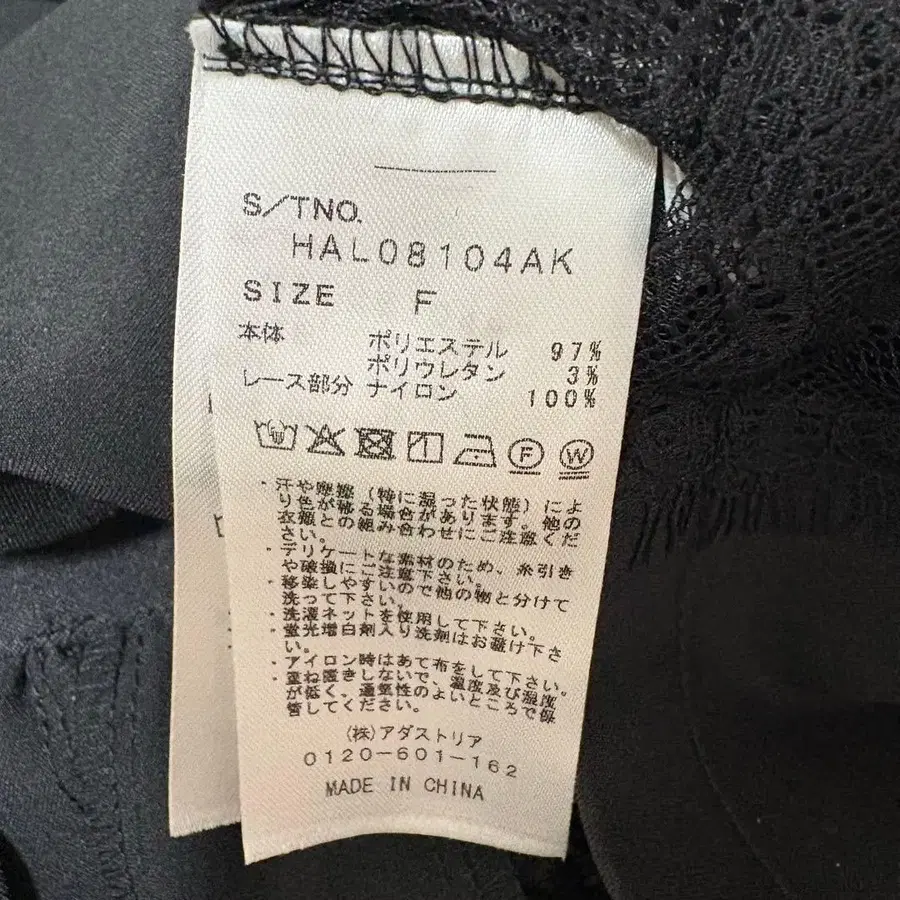 S/TNO.
HAL08104AK
SIZE F
本体 ポリエステル 97%
ポリウレタン 3%
レース部分 ナイロン 100%
F W
・汗や摩擦(特に湿った状態)によ
り色が移る場合があります。他の
衣類との組み合わせにご注意くだ
さい。
・デリケートな素材のため、糸引き
や破損にご注意下さい。
・移染しやすいので他の物と分けて
洗って下さい。
・洗濯ネットを使用して下さい。
・蛍光増白剤入り洗剤はお避け下さ
い。
・アイロン時はあて布をして下さい。
・重ね置きしないで、温度及び湿度
が低く、通気性のよいところで保
管してください。
(株)アダストリア
0120-601-162
MADE IN CHINA